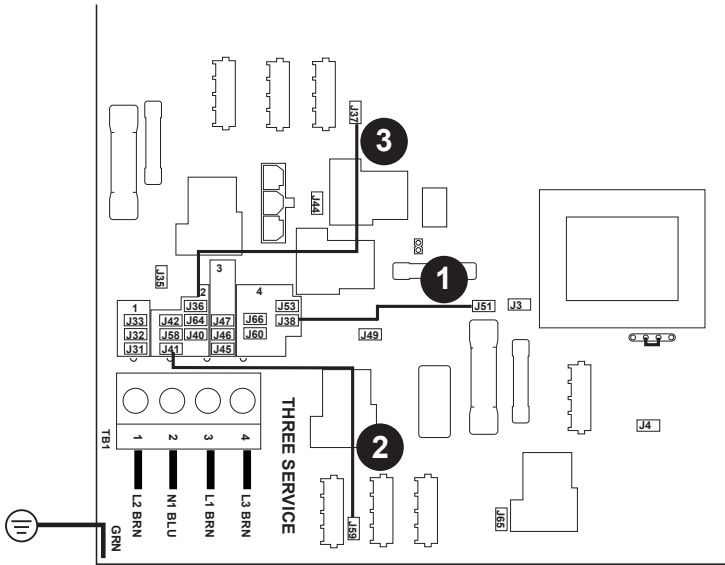 J37
3
J44
J35
3
1
2
4
J36
J53
J51
J3
1
J33
J42
J64
J47
J66
J38
J32
J58
J40
J46
J60
J49
J31
J41
J45
J4
2
TB1
1
2
3
4
THREE SERVICE
L2 BRN
N1 BLU
L1 BRN
L3 BRN
J59
J65
GRN